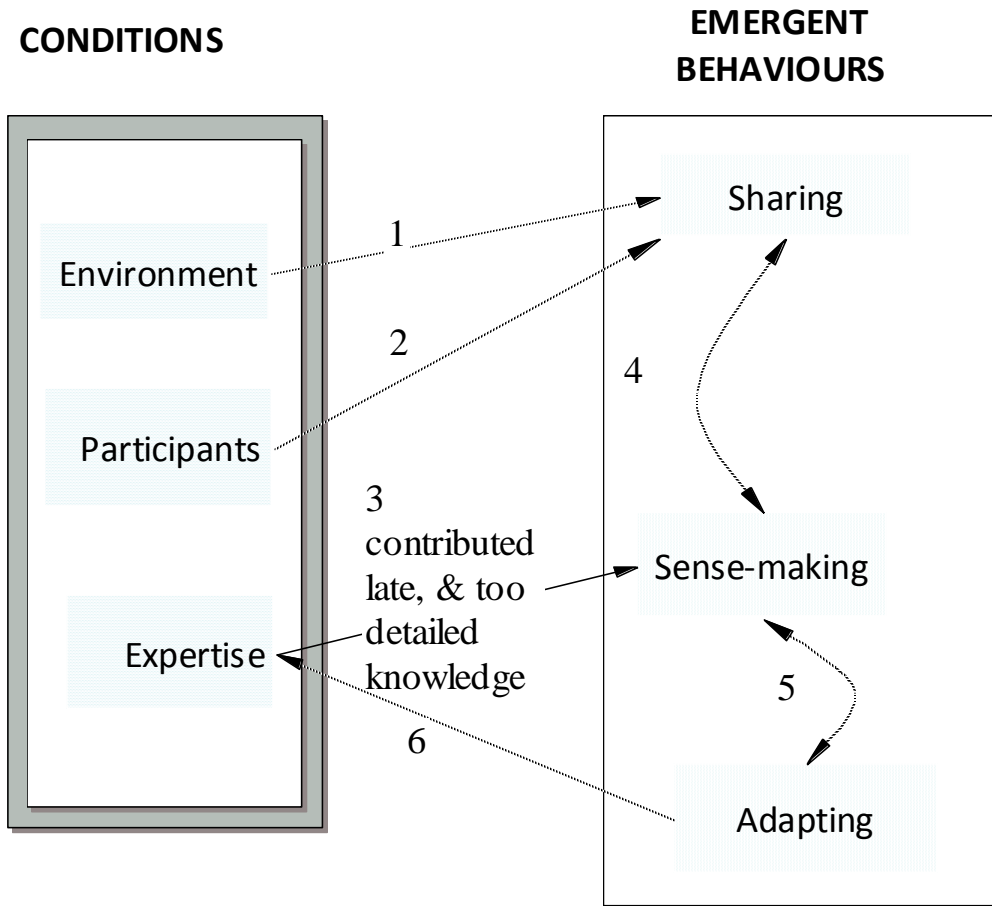 CONDITIONS
EMERGENT
BEHAVIOURS
Environment
Participants
Expertise
1
2
3
contributed
late, & too
detailed
knowledge
6
Sharing
4
Sense-making
5
Adapting